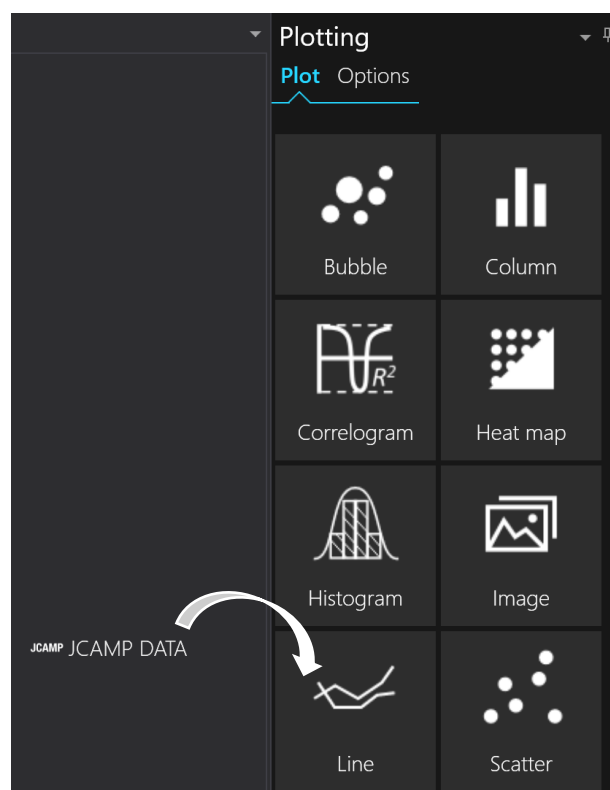 Plotting
Plot Options
Bubble
Column
R²
Correlogram
Heat map
Histogram
Image
JCAMP JCAMP DATA
Line
Scatter